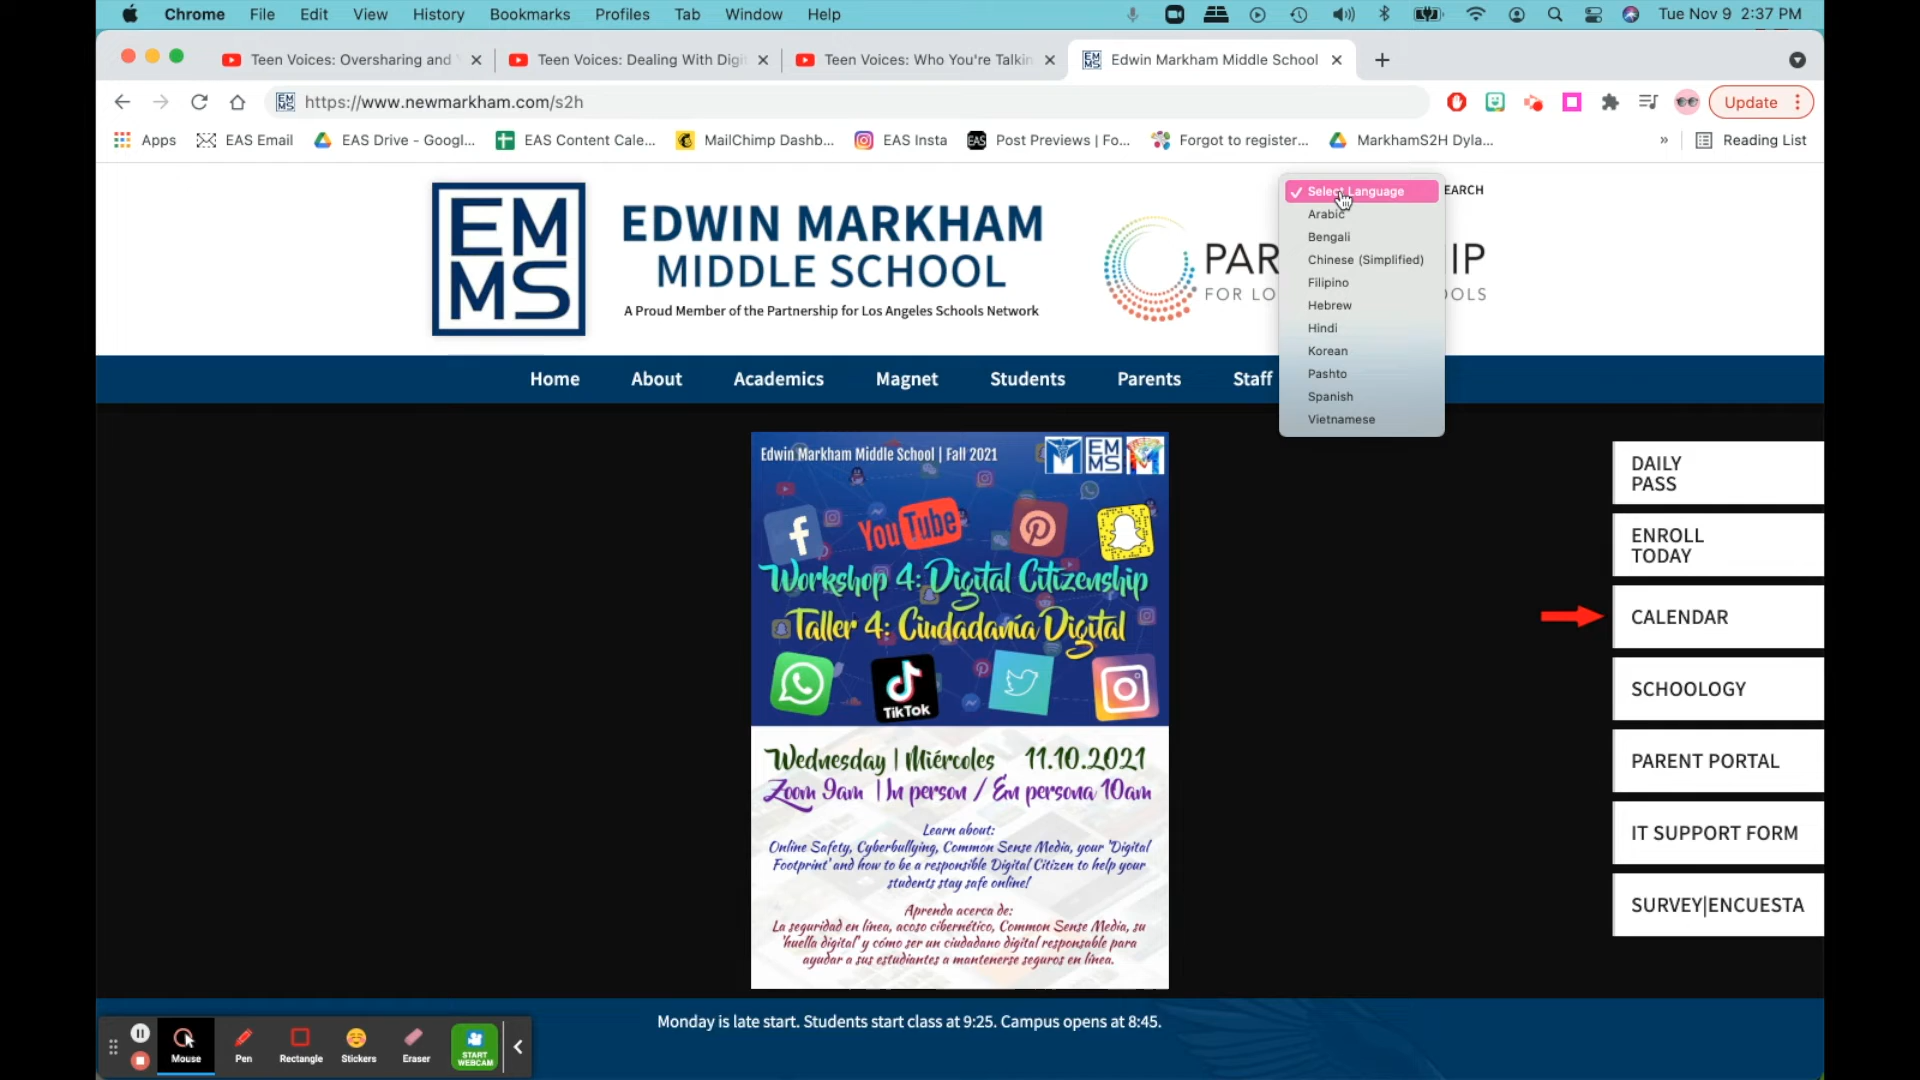 Chrome File Edit View History Bookmarks Profiles Tab Window Help Tue Nov 9 2:37 PM
Teen Voices: Oversharing and Teen Voices: Dealing With Digi Teen Voices: Who You're Talkin Edwin Markham Middle School
https://www.newmarkham.com/s2h Update
Apps EAS Email EAS Drive - Googl... EAS Content Cale... MailChimp Dashb... EAS Insta Post Previews | Fo... Forgot to register... MarkhamS2H Dyla... » Reading List
EM
MS
EDWIN MARKHAM
MIDDLE SCHOOL
A Proud Member of the Partnership for Los Angeles Schools Network
EARCH
PAR IP
FOR LO OLS
Select Language
Arabic
Bengali
Chinese (Simplified)
Filipino
Hebrew
Hindi
Korean
Pashto
Spanish
Vietnamese
Home About Academics Magnet Students Parents Staff
Edwin Markham Middle School | Fall 2021
EM
MS
YouTube
Workshop 4: Digital Citizenship
Taller 4: Ciudadanía Digital
TikTok
Wednesday | Miércoles 11.10.2021
Zoom 9am | In person / En persona 10am
Learn about:
Online Safety, Cyberbullying, Common Sense Media, your 'Digital
Footprint' and how to be a responsible Digital Citizen to help your
students stay safe online!
Aprenda acerca de:
La seguridad en línea, acoso cibernético, Common Sense Media, su
'huella digital' y cómo ser un ciudadano digital responsable para
ayudar a sus estudiantes a mantenerse seguros en línea.
DAILY
PASS
ENROLL
TODAY
CALENDAR
SCHOOLOGY
PARENT PORTAL
IT SUPPORT FORM
SURVEY|ENCUESTA
Monday is late start. Students start class at 9:25. Campus opens at 8:45.
Mouse Pen Rectangle Stickers Eraser START
WEBCAM